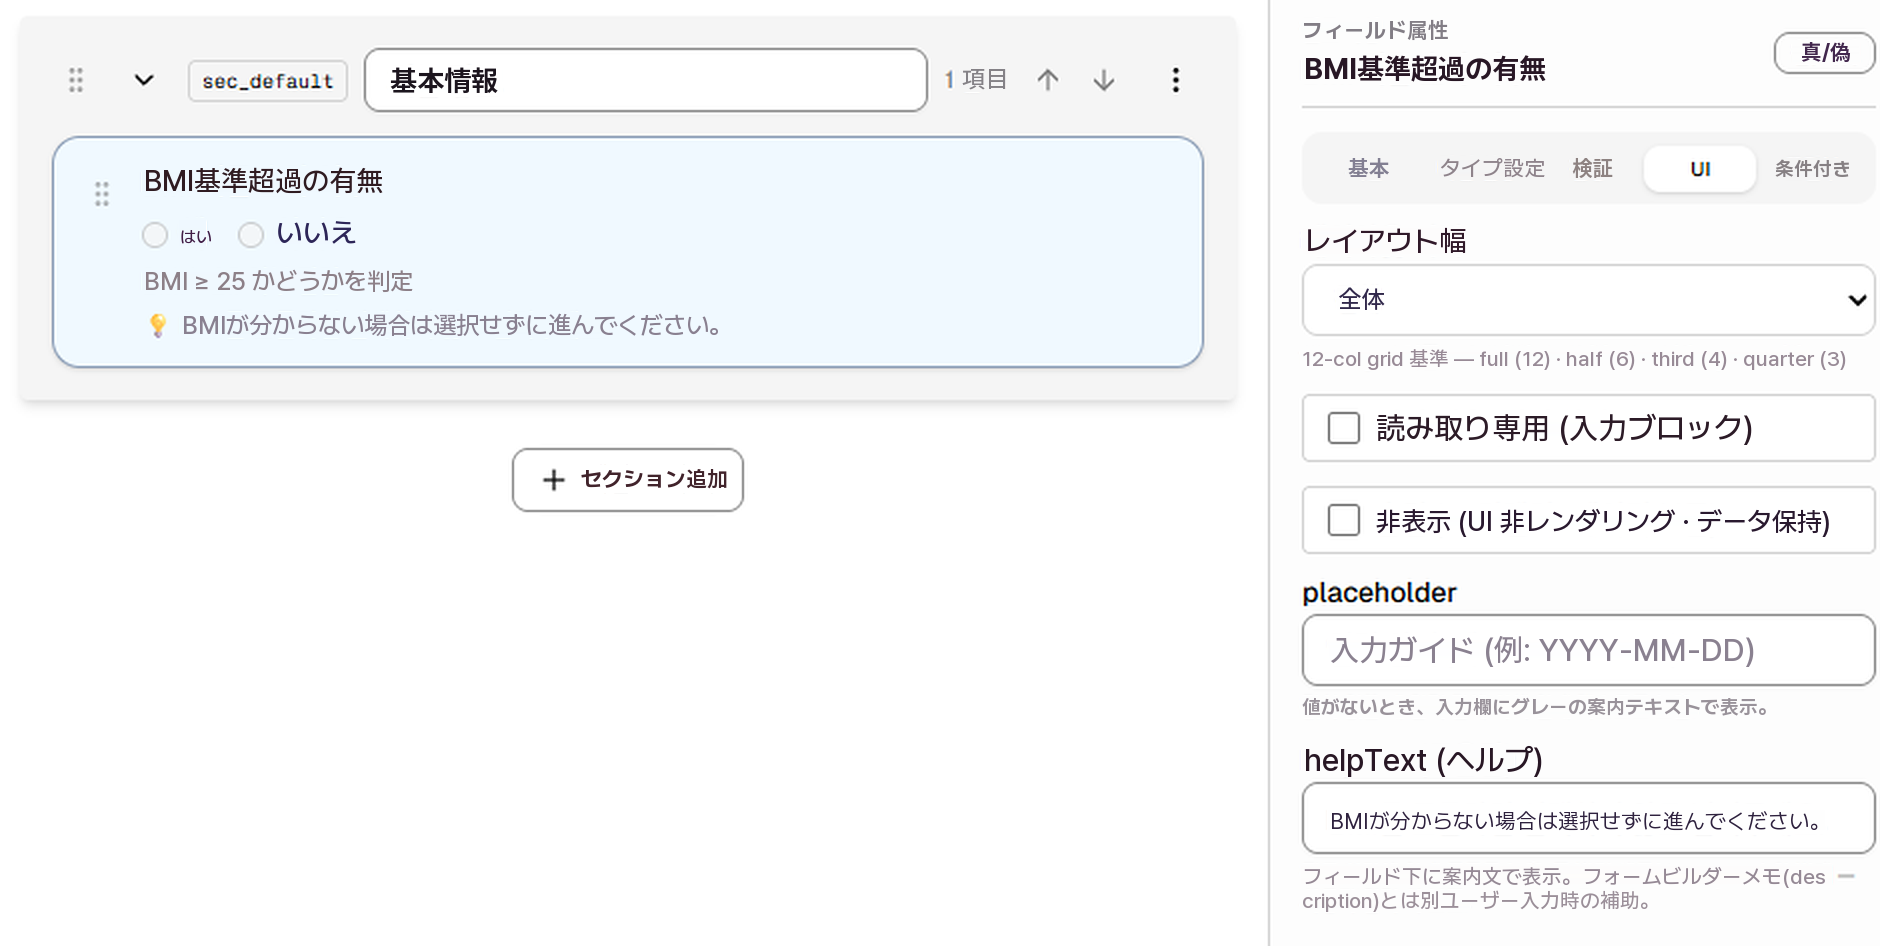 sec_default 基本情報 1 項目
BMI基準超過の有無
はい いいえ
BMI ≥ 25 かどうかを判定
💡 BMIが分からない場合は選択せずに進んでください。
+ セクション追加
フィールド属性
BMI基準超過の有無
真/偽
基本 タイプ設定 検証 UI 条件付き
レイアウト幅
全体
12-col grid 基準 — full (12) · half (6) · third (4) · quarter (3)
読み取り専用 (入力ブロック)
非表示 (UI 非レンダリング · データ保持)
placeholder
入力ガイド (例: YYYY-MM-DD)
値がないとき、入力欄にグレーの案内テキストで表示。
helpText (ヘルプ)
BMIが分からない場合は選択せずに進んでください。
フィールド下に案内文で表示。フォームビルダーメモ(des —
cription)とは別ユーザー入力時の補助。